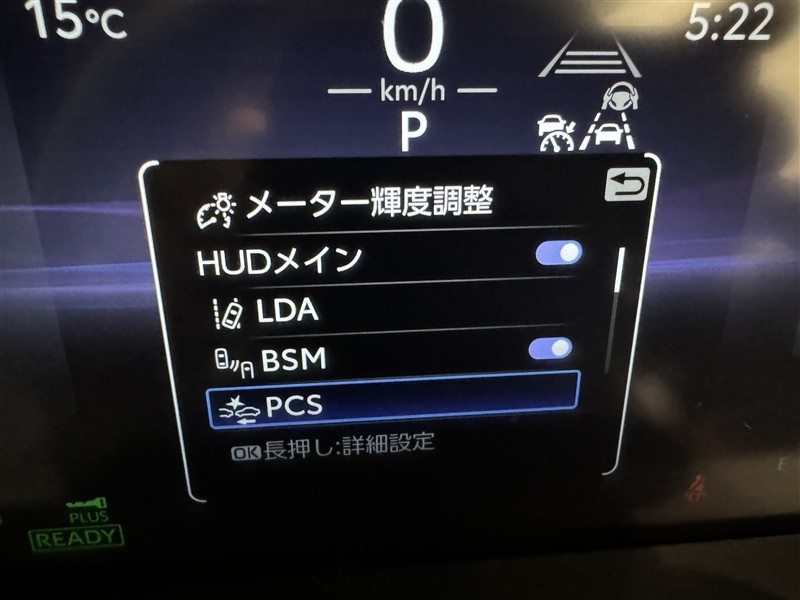 15℃
0
5:22
km/h
P
メーター輝度調整
HUDメイン
LDA
BSM
PCS
OK長押し:詳細設定
PLUS
READY
E